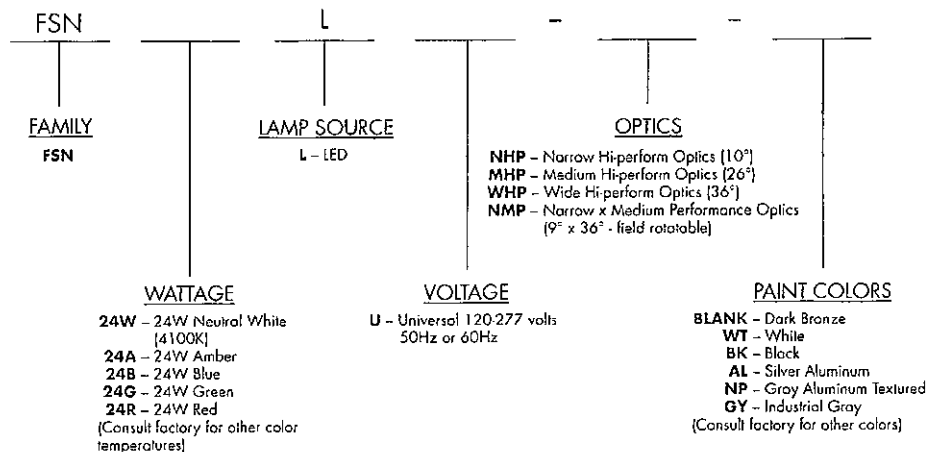 FSN L - -
FAMILY
FSN
LAMP SOURCE
L – LED
OPTICS
NHP – Narrow Hi-perform Optics (10°)
MHP – Medium Hi-perform Optics (26°)
WHP – Wide Hi-perform Optics (36°)
NMP – Narrow x Medium Performance Optics
(9° x 36° - field rotatable)
WATTAGE
24W – 24W Neutral White
(4100K)
24A – 24W Amber
24B – 24W Blue
24G – 24W Green
24R – 24W Red
(Consult factory for other color
temperatures)
VOLTAGE
U – Universal 120-277 volts
50Hz or 60Hz
PAINT COLORS
BLANK – Dark Bronze
WT – White
BK – Black
AL – Silver Aluminum
NP – Gray Aluminum Textured
GY – Industrial Gray
(Consult factory for other colors)